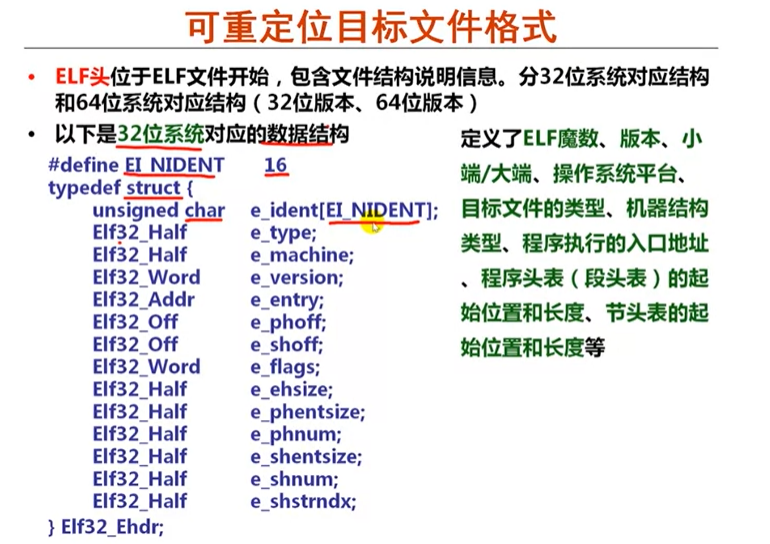 可重定位目标文件格式
• ELF头位于ELF文件开始，包含文件结构说明信息。分32位系统对应结构
和64位系统对应结构（32位版本、64位版本）
• 以下是32位系统对应的数据结构
#define EI_NIDENT 16
typedef struct {
unsigned char e_ident[EI_NIDENT];
Elf32_Half e_type;
Elf32_Half e_machine;
Elf32_Word e_version;
Elf32_Addr e_entry;
Elf32_Off e_phoff;
Elf32_Off e_shoff;
Elf32_Word e_flags;
Elf32_Half e_ehsize;
Elf32_Half e_phentsize;
Elf32_Half e_phnum;
Elf32_Half e_shentsize;
Elf32_Half e_shnum;
Elf32_Half e_shstrndx;
} Elf32_Ehdr;
定义了ELF魔数、版本、小
端/大端、操作系统平台、
目标文件的类型、机器结构
类型、程序执行的入口地址
、程序头表（段头表）的起
始位置和长度、节头表的起
始位置和长度等